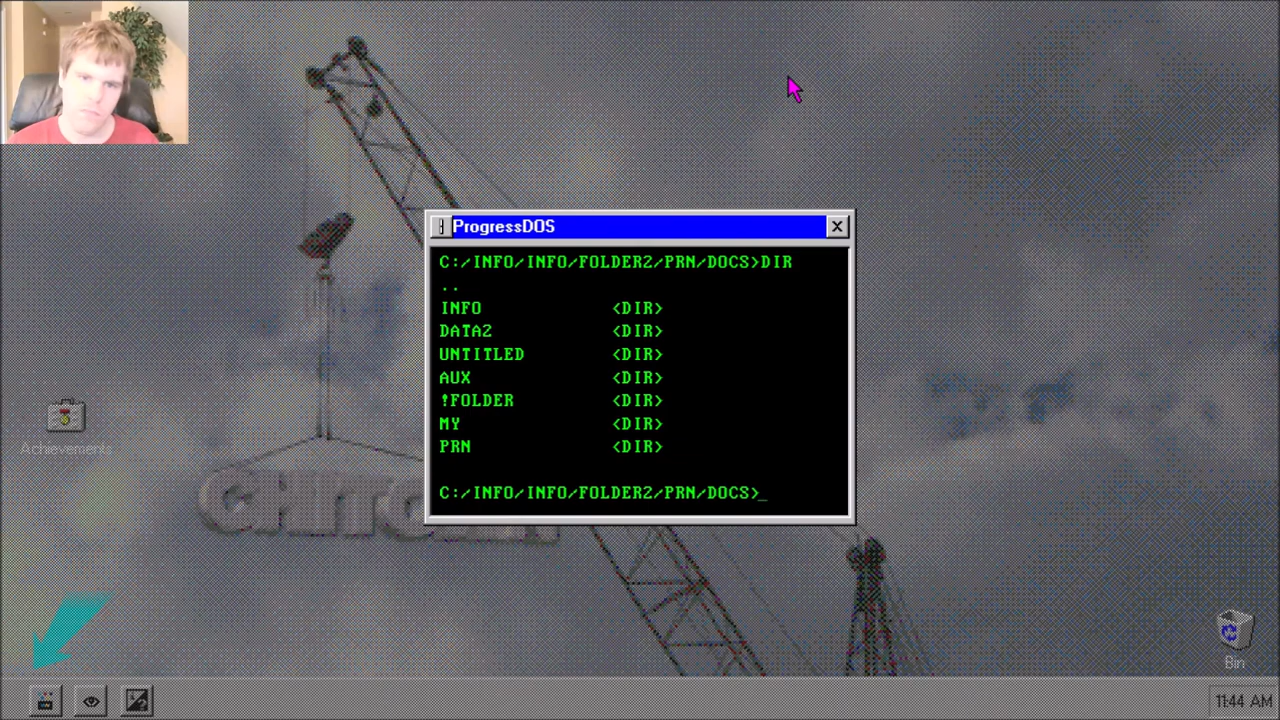 ProgressDOS
C:/INFO/INFO/FOLDER2/PRN/DOCS>DIR
..
INFO <DIR>
DATA2 <DIR>
UNTITLED <DIR>
AUX <DIR>
!FOLDER <DIR>
MY <DIR>
PRN <DIR>
C:/INFO/INFO/FOLDER2/PRN/DOCS>_
Achievements
Bin
11:44 AM